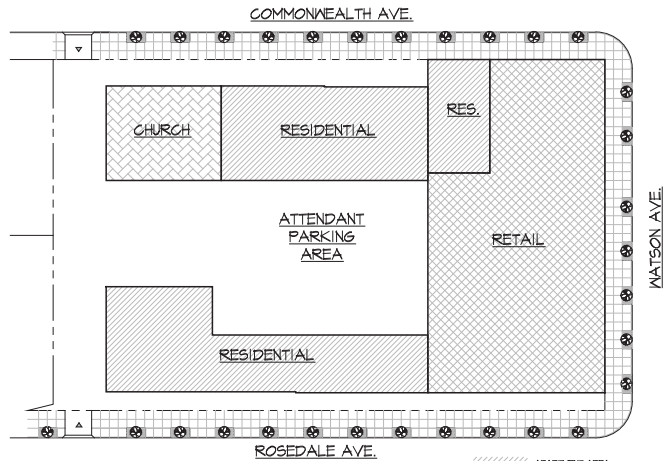 COMMONWEALTH AVE.
CHURCH
RESIDENTIAL
RES.
ATTENDANT
PARKING
AREA
RETAIL
WATSON AVE.
RESIDENTIAL
ROSEDALE AVE.